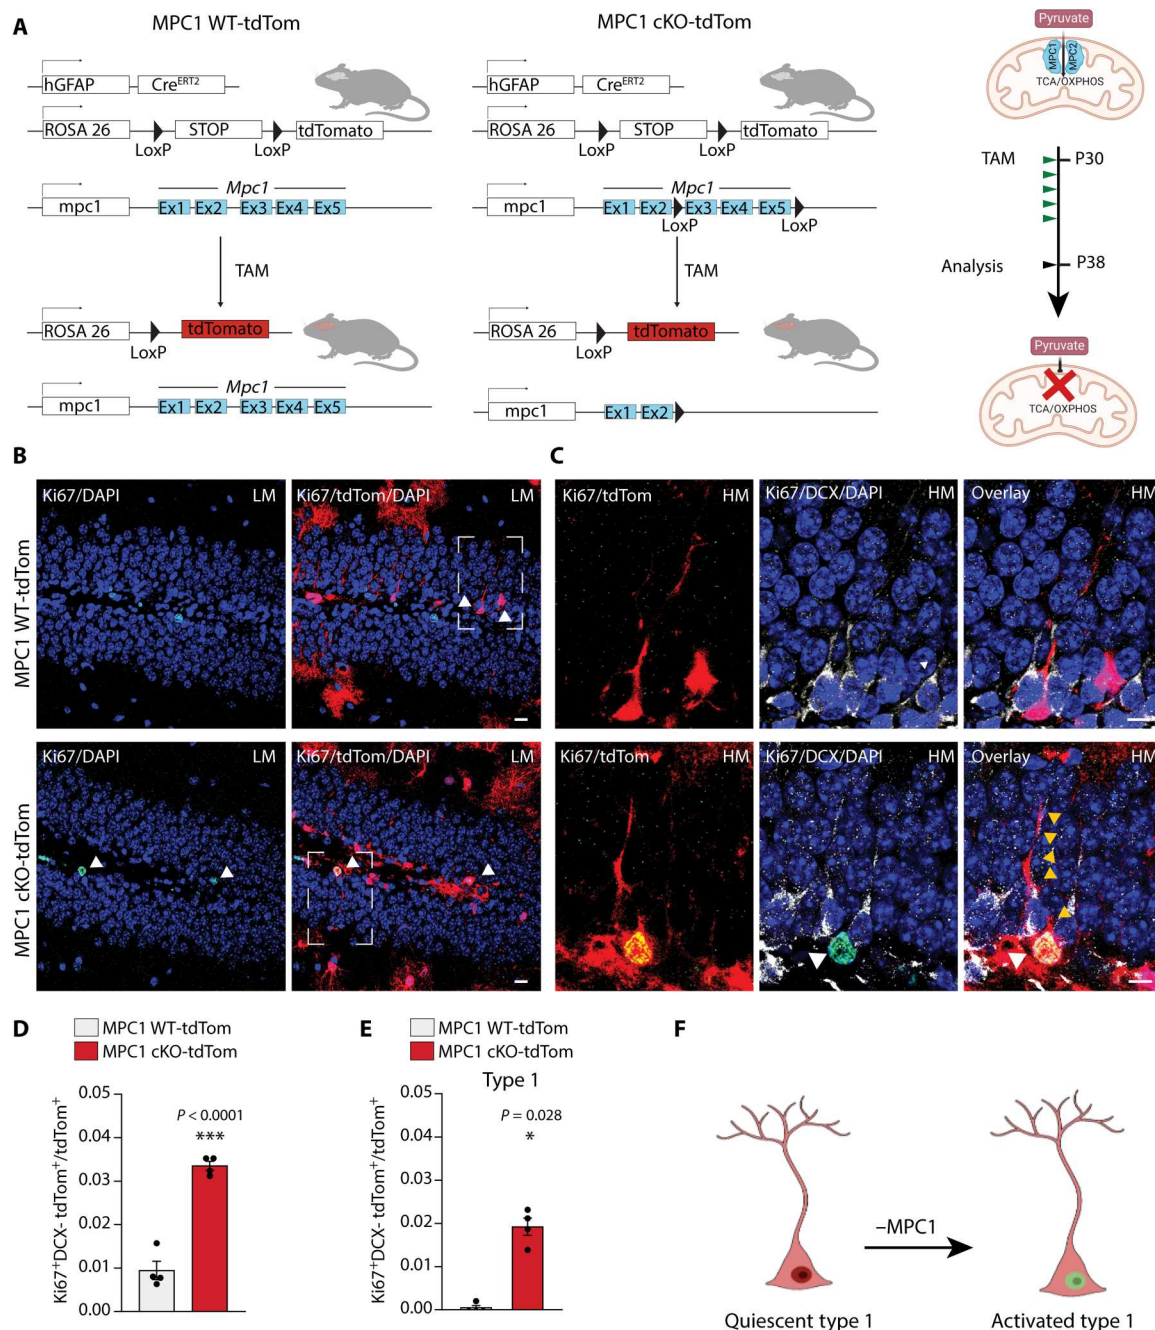 A
MPC1 WT-tdTom
hGFAP
Cre^ERT2
ROSA 26
STOP
tdTomato
LoxP
LoxP
Mpc1
mpc1
Ex1
Ex2
Ex3
Ex4
Ex5
TAM
ROSA 26
tdTomato
LoxP
Mpc1
mpc1
Ex1
Ex2
Ex3
Ex4
Ex5
MPC1 cKO-tdTom
hGFAP
Cre^ERT2
ROSA 26
STOP
tdTomato
LoxP
LoxP
Mpc1
mpc1
Ex1
Ex2
Ex3
Ex4
Ex5
LoxP
LoxP
TAM
ROSA 26
tdTomato
LoxP
mpc1
Ex1
Ex2
Pyruvate
MPC1
MPC2
TCA/OXPHOS
TAM
P30
Analysis
P38
Pyruvate
TCA/OXPHOS
B
MPC1 WT-tdTom
Ki67/DAPI LM
Ki67/tdTom/DAPI LM
MPC1 cKO-tdTom
Ki67/DAPI LM
Ki67/tdTom/DAPI LM
C
Ki67/tdTom HM
Ki67/DCX/DAPI HM
Overlay HM
Ki67/tdTom HM
Ki67/DCX/DAPI HM
Overlay HM
D
MPC1 WT-tdTom
MPC1 cKO-tdTom
Ki67⁺DCX- tdTom⁺/tdTom⁺
0.05
0.04
0.03
0.02
0.01
0.00
P < 0.0001
***
E
MPC1 WT-tdTom
MPC1 cKO-tdTom
Type 1
Ki67⁺DCX- tdTom⁺/tdTom⁺
0.05
0.04
0.03
0.02
0.01
0.00
P = 0.028
*
F
–MPC1
Quiescent type 1
Activated type 1